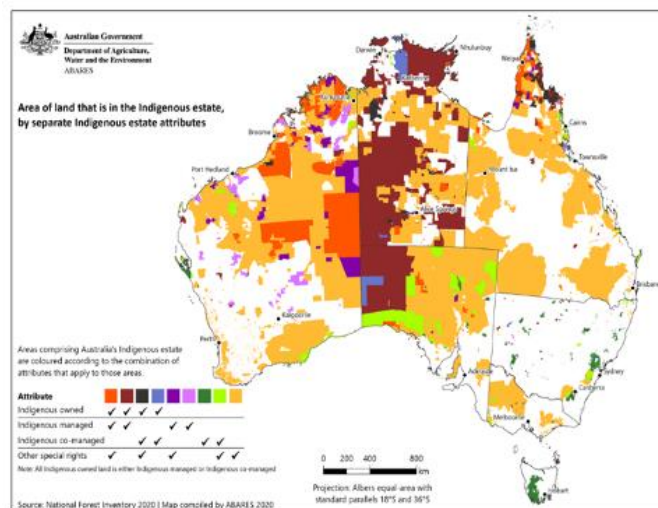 Australian Government
Department of Agriculture,
Water and the Environment
ABARES
Area of land that is in the Indigenous estate,
by separate Indigenous estate attributes
Darwin
Nhulunbuy
Katherine
Weipa
Kununurra
Cairns
Broome
Townsville
Port Hedland
Mount Isa
Alice Springs
Brisbane
Kalgoorlie
Perth
Adelaide
Sydney
Canberra
Melbourne
Hobart
Areas comprising Australia's Indigenous estate
are coloured according to the combination of
attributes that apply to those areas.
Attribute
Indigenous owned ✓ ✓ ✓ ✓
Indigenous managed ✓ ✓ ✓ ✓
Indigenous co-managed ✓ ✓ ✓ ✓
Other special rights ✓ ✓ ✓ ✓ ✓
Note: All Indigenous owned land is either Indigenous managed or Indigenous co-managed
0 200 400 800
km
Projection: Albers equal-area with
standard parallels 18°S and 36°S
Source: National Forest Inventory 2020 | Map compiled by ABARES 2020